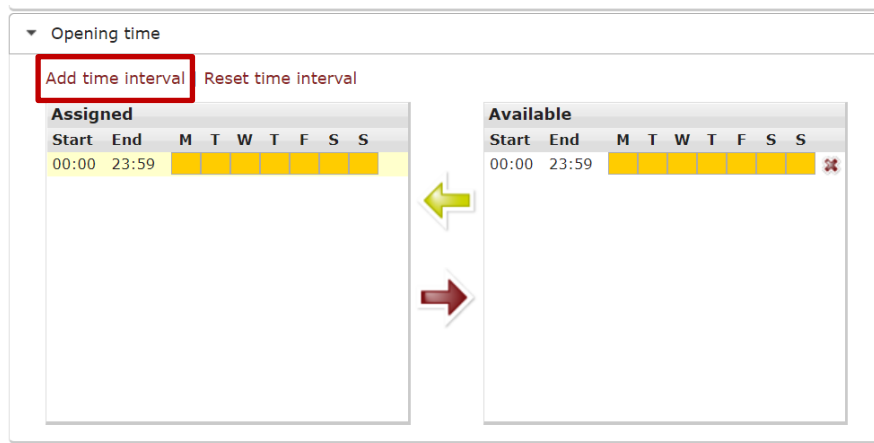 Opening time
Add time interval Reset time interval
Assigned
Start End M T W T F S S
00:00 23:59
Available
Start End M T W T F S S
00:00 23:59